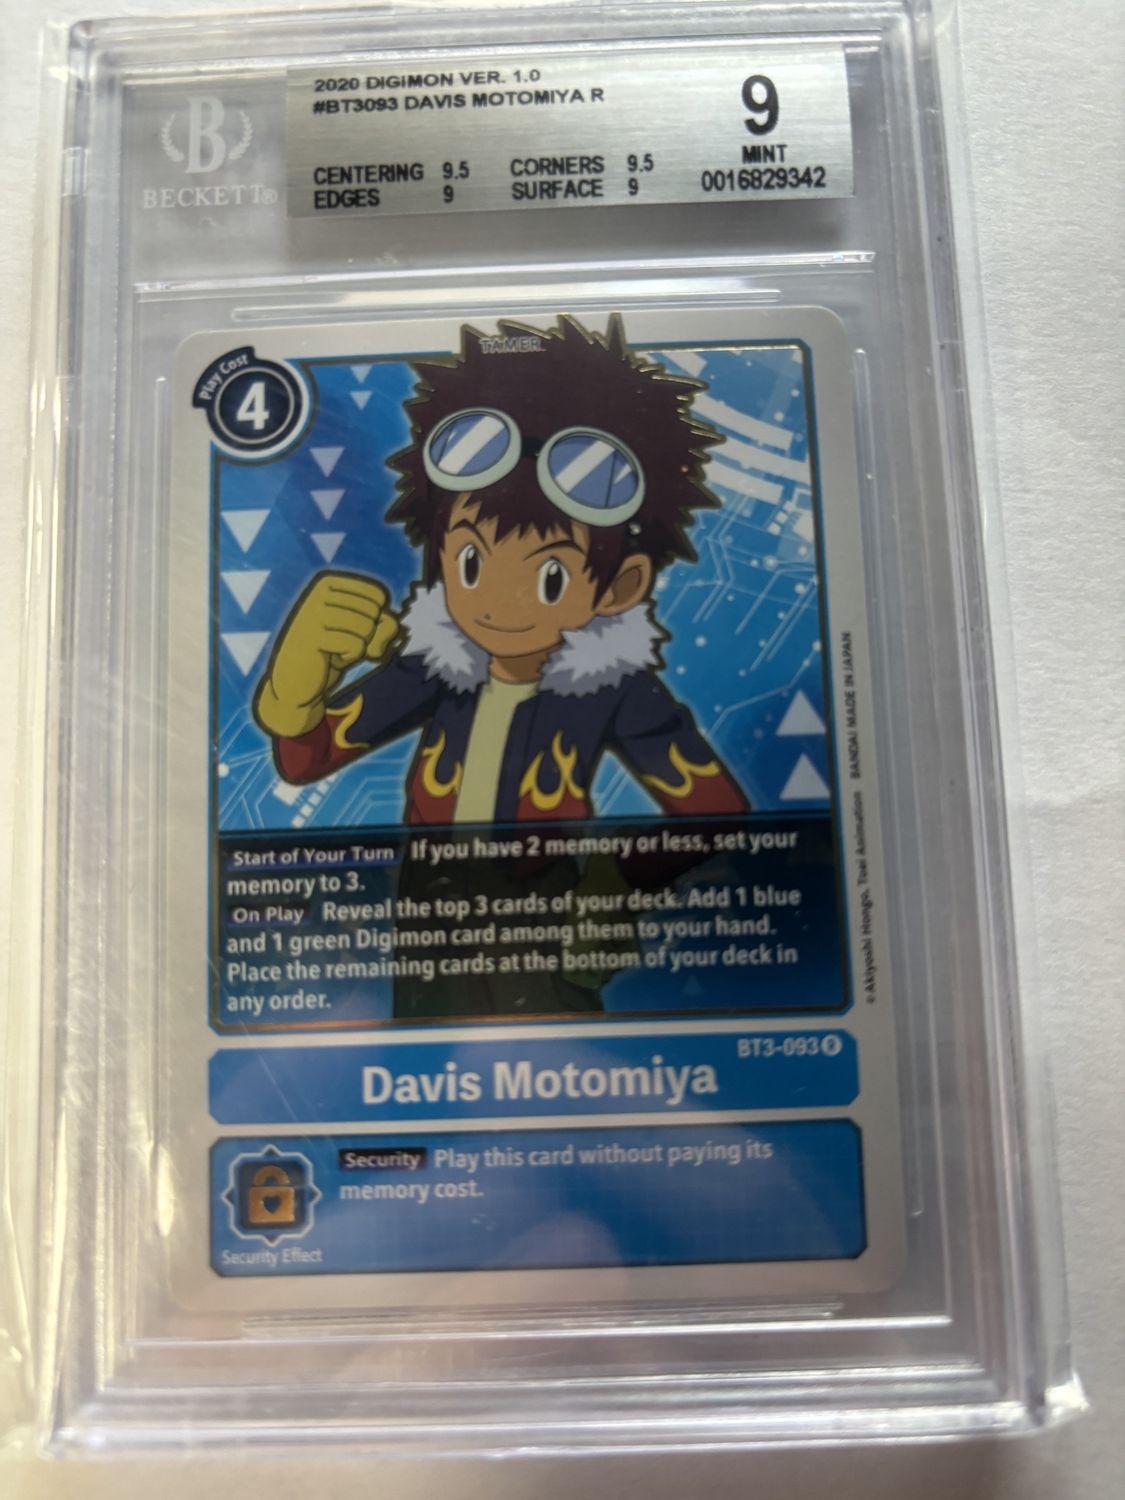 2020 DIGIMON VER. 1.0
#BT3093 DAVIS MOTOMIYA R
9
MINT
0016829342
CENTERING 9.5 CORNERS 9.5
EDGES 9 SURFACE 9
B
BECKETT®
TAMER
Play Cost
4
Start of Your Turn If you have 2 memory or less, set your
memory to 3.
On Play Reveal the top 3 cards of your deck. Add 1 blue
and 1 green Digimon card among them to your hand.
Place the remaining cards at the bottom of your deck in
any order.
©Akiyoshi Hongo, Toei Animation BANDAI MADE IN JAPAN
BT3-093 R
Davis Motomiya
Security Play this card without paying its
memory cost.
Security Effect